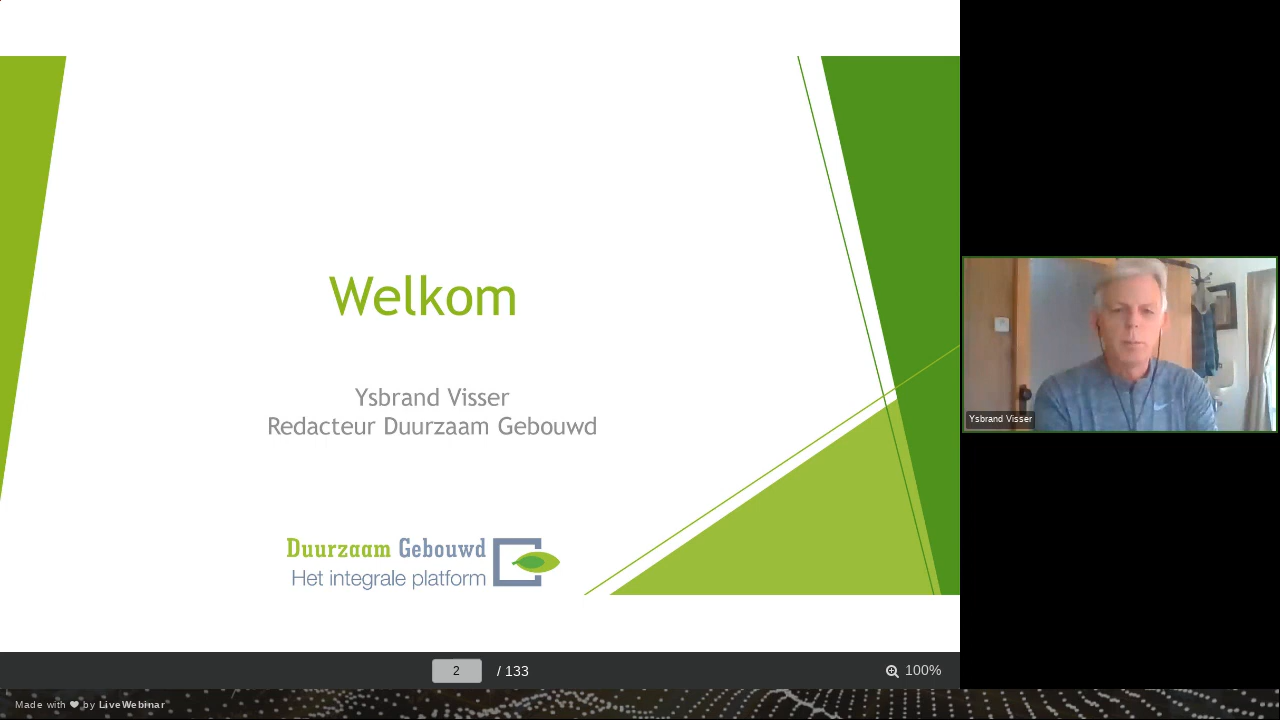 Welkom
Ysbrand Visser
Redacteur Duurzaam Gebouwd
Duurzaam Gebouwd
Het integrale platform
Ysbrand Visser
2 / 133
100%
Made with ❤ by LiveWebinar